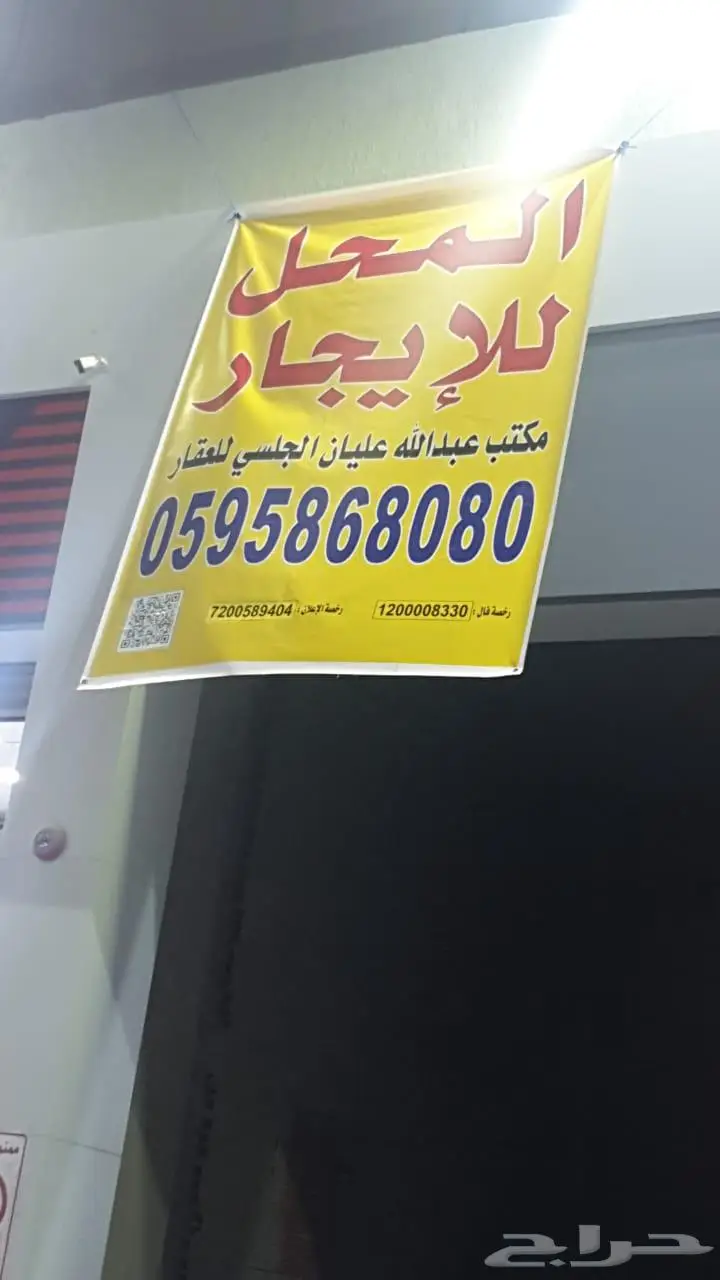 المحل
للإيجار
مكتب عبدالله عليان الجلسي للعقار
0595868080
رخصة فال : 1200008330 رخصة الإعلان : 7200589404
حراج